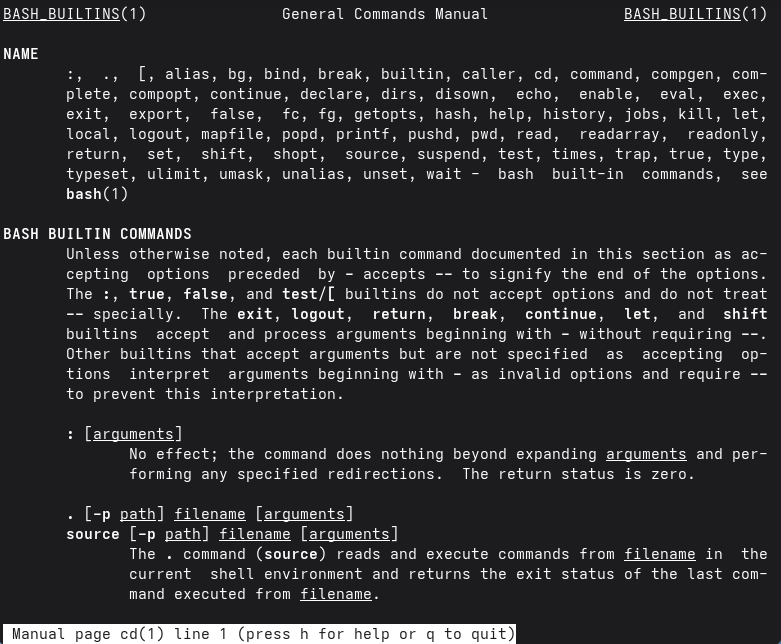 BASH_BUILTINS(1) General Commands Manual BASH_BUILTINS(1)
NAME
:, ., [, alias, bg, bind, break, builtin, caller, cd, command, compgen, com-
plete, compopt, continue, declare, dirs, disown, echo, enable, eval, exec,
exit, export, false, fc, fg, getopts, hash, help, history, jobs, kill, let,
local, logout, mapfile, popd, printf, pushd, pwd, read, readarray, readonly,
return, set, shift, shopt, source, suspend, test, times, trap, true, type,
typeset, ulimit, umask, unalias, unset, wait - bash built-in commands, see
bash(1)
BASH BUILTIN COMMANDS
Unless otherwise noted, each builtin command documented in this section as ac-
cepting options preceded by - accepts -- to signify the end of the options.
The :, true, false, and test/[ builtins do not accept options and do not treat
-- specially. The exit, logout, return, break, continue, let, and shift
builtins accept and process arguments beginning with - without requiring --.
Other builtins that accept arguments but are not specified as accepting op-
tions interpret arguments beginning with - as invalid options and require --
to prevent this interpretation.
: [arguments]
No effect; the command does nothing beyond expanding arguments and per-
forming any specified redirections. The return status is zero.
. [-p path] filename [arguments]
source [-p path] filename [arguments]
The . command (source) reads and execute commands from filename in the
current shell environment and returns the exit status of the last com-
mand executed from filename.
Manual page cd(1) line 1 (press h for help or q to quit)